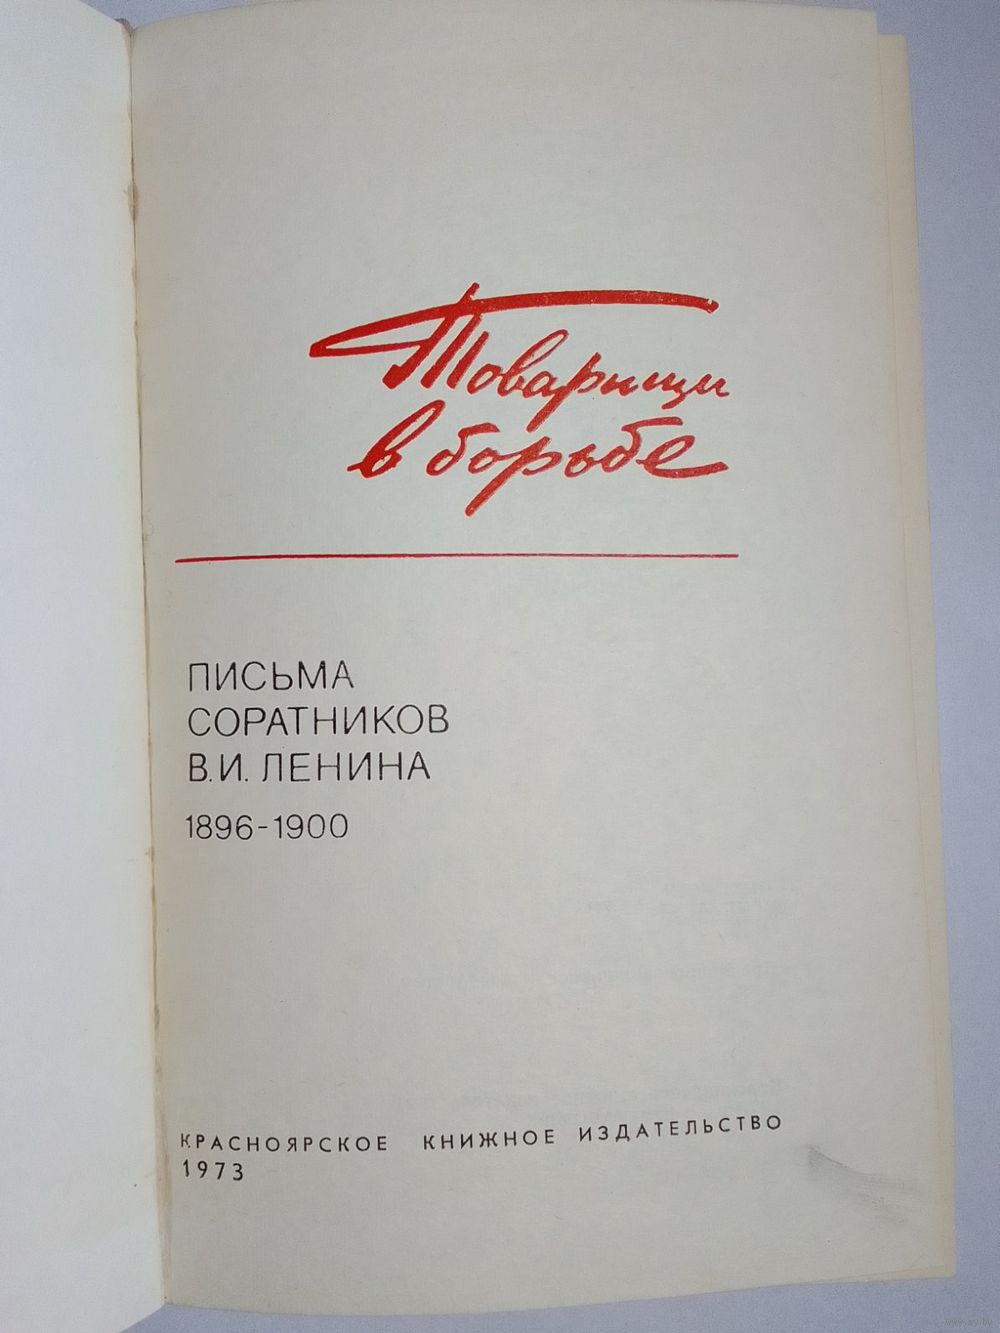 Товарищи
в борьбе
ПИСЬМА
СОРАТНИКОВ
В.И. ЛЕНИНА
1896-1900
КРАСНОЯРСКОЕ КНИЖНОЕ ИЗДАТЕЛЬСТВО
1973